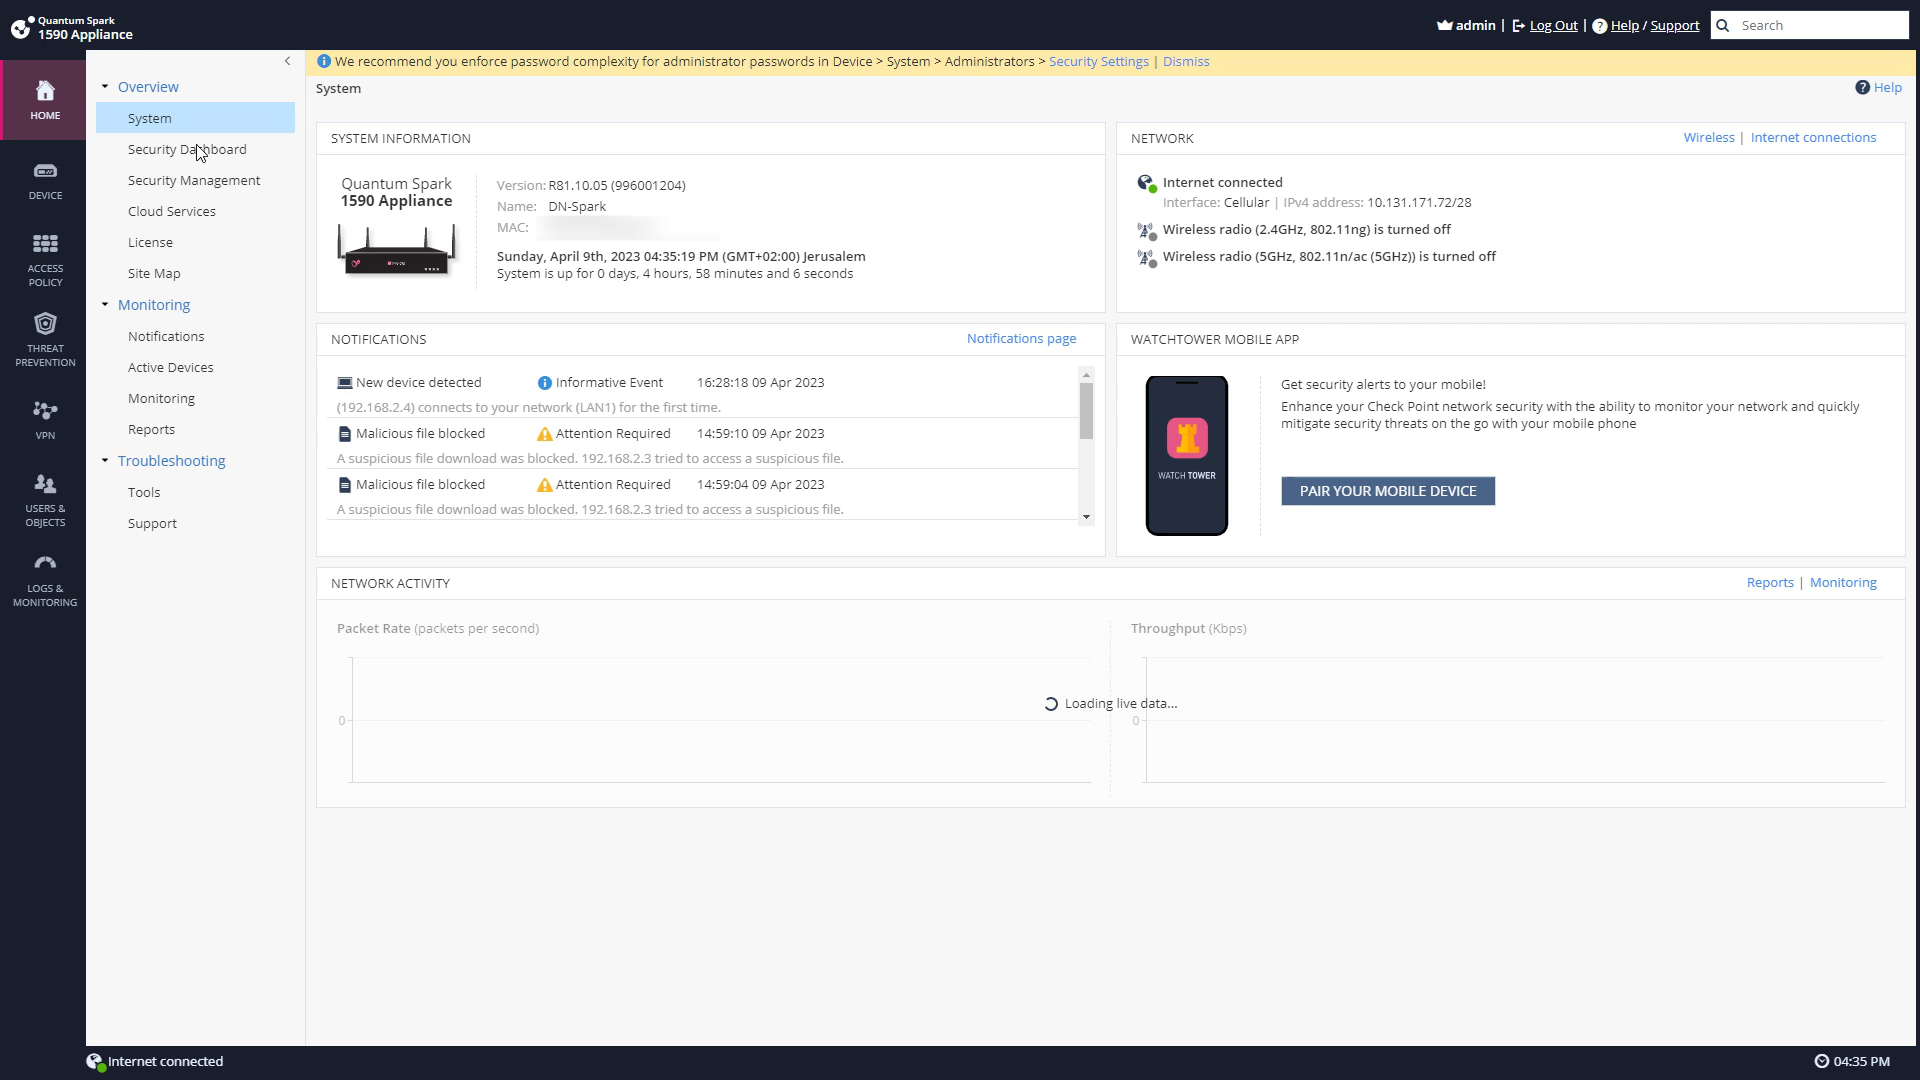 Quantum Spark
1590 Appliance
admin | Log Out | Help / Support
Search
HOME
DEVICE
ACCESS
POLICY
THREAT
PREVENTION
VPN
USERS &
OBJECTS
LOGS &
MONITORING
Overview
System
Security Dashboard
Security Management
Cloud Services
License
Site Map
Monitoring
Notifications
Active Devices
Monitoring
Reports
Troubleshooting
Tools
Support
We recommend you enforce password complexity for administrator passwords in Device > System > Administrators > Security Settings | Dismiss
System
Help
SYSTEM INFORMATION
Quantum Spark
1590 Appliance
Version: R81.10.05 (996001204)
Name: DN-Spark
MAC:
Sunday, April 9th, 2023 04:35:19 PM (GMT+02:00) Jerusalem
System is up for 0 days, 4 hours, 58 minutes and 6 seconds
NETWORK
Wireless | Internet connections
Internet connected
Interface: Cellular | IPv4 address: 10.131.171.72/28
Wireless radio (2.4GHz, 802.11ng) is turned off
Wireless radio (5GHz, 802.11n/ac (5GHz)) is turned off
NOTIFICATIONS
Notifications page
New device detected Informative Event 16:28:18 09 Apr 2023
(192.168.2.4) connects to your network (LAN1) for the first time.
Malicious file blocked Attention Required 14:59:10 09 Apr 2023
A suspicious file download was blocked. 192.168.2.3 tried to access a suspicious file.
Malicious file blocked Attention Required 14:59:04 09 Apr 2023
A suspicious file download was blocked. 192.168.2.3 tried to access a suspicious file.
WATCHTOWER MOBILE APP
WATCH TOWER
Get security alerts to your mobile!
Enhance your Check Point network security with the ability to monitor your network and quickly
mitigate security threats on the go with your mobile phone
PAIR YOUR MOBILE DEVICE
NETWORK ACTIVITY
Reports | Monitoring
Packet Rate (packets per second)
0
Throughput (Kbps)
0
Loading live data...
Internet connected
04:35 PM